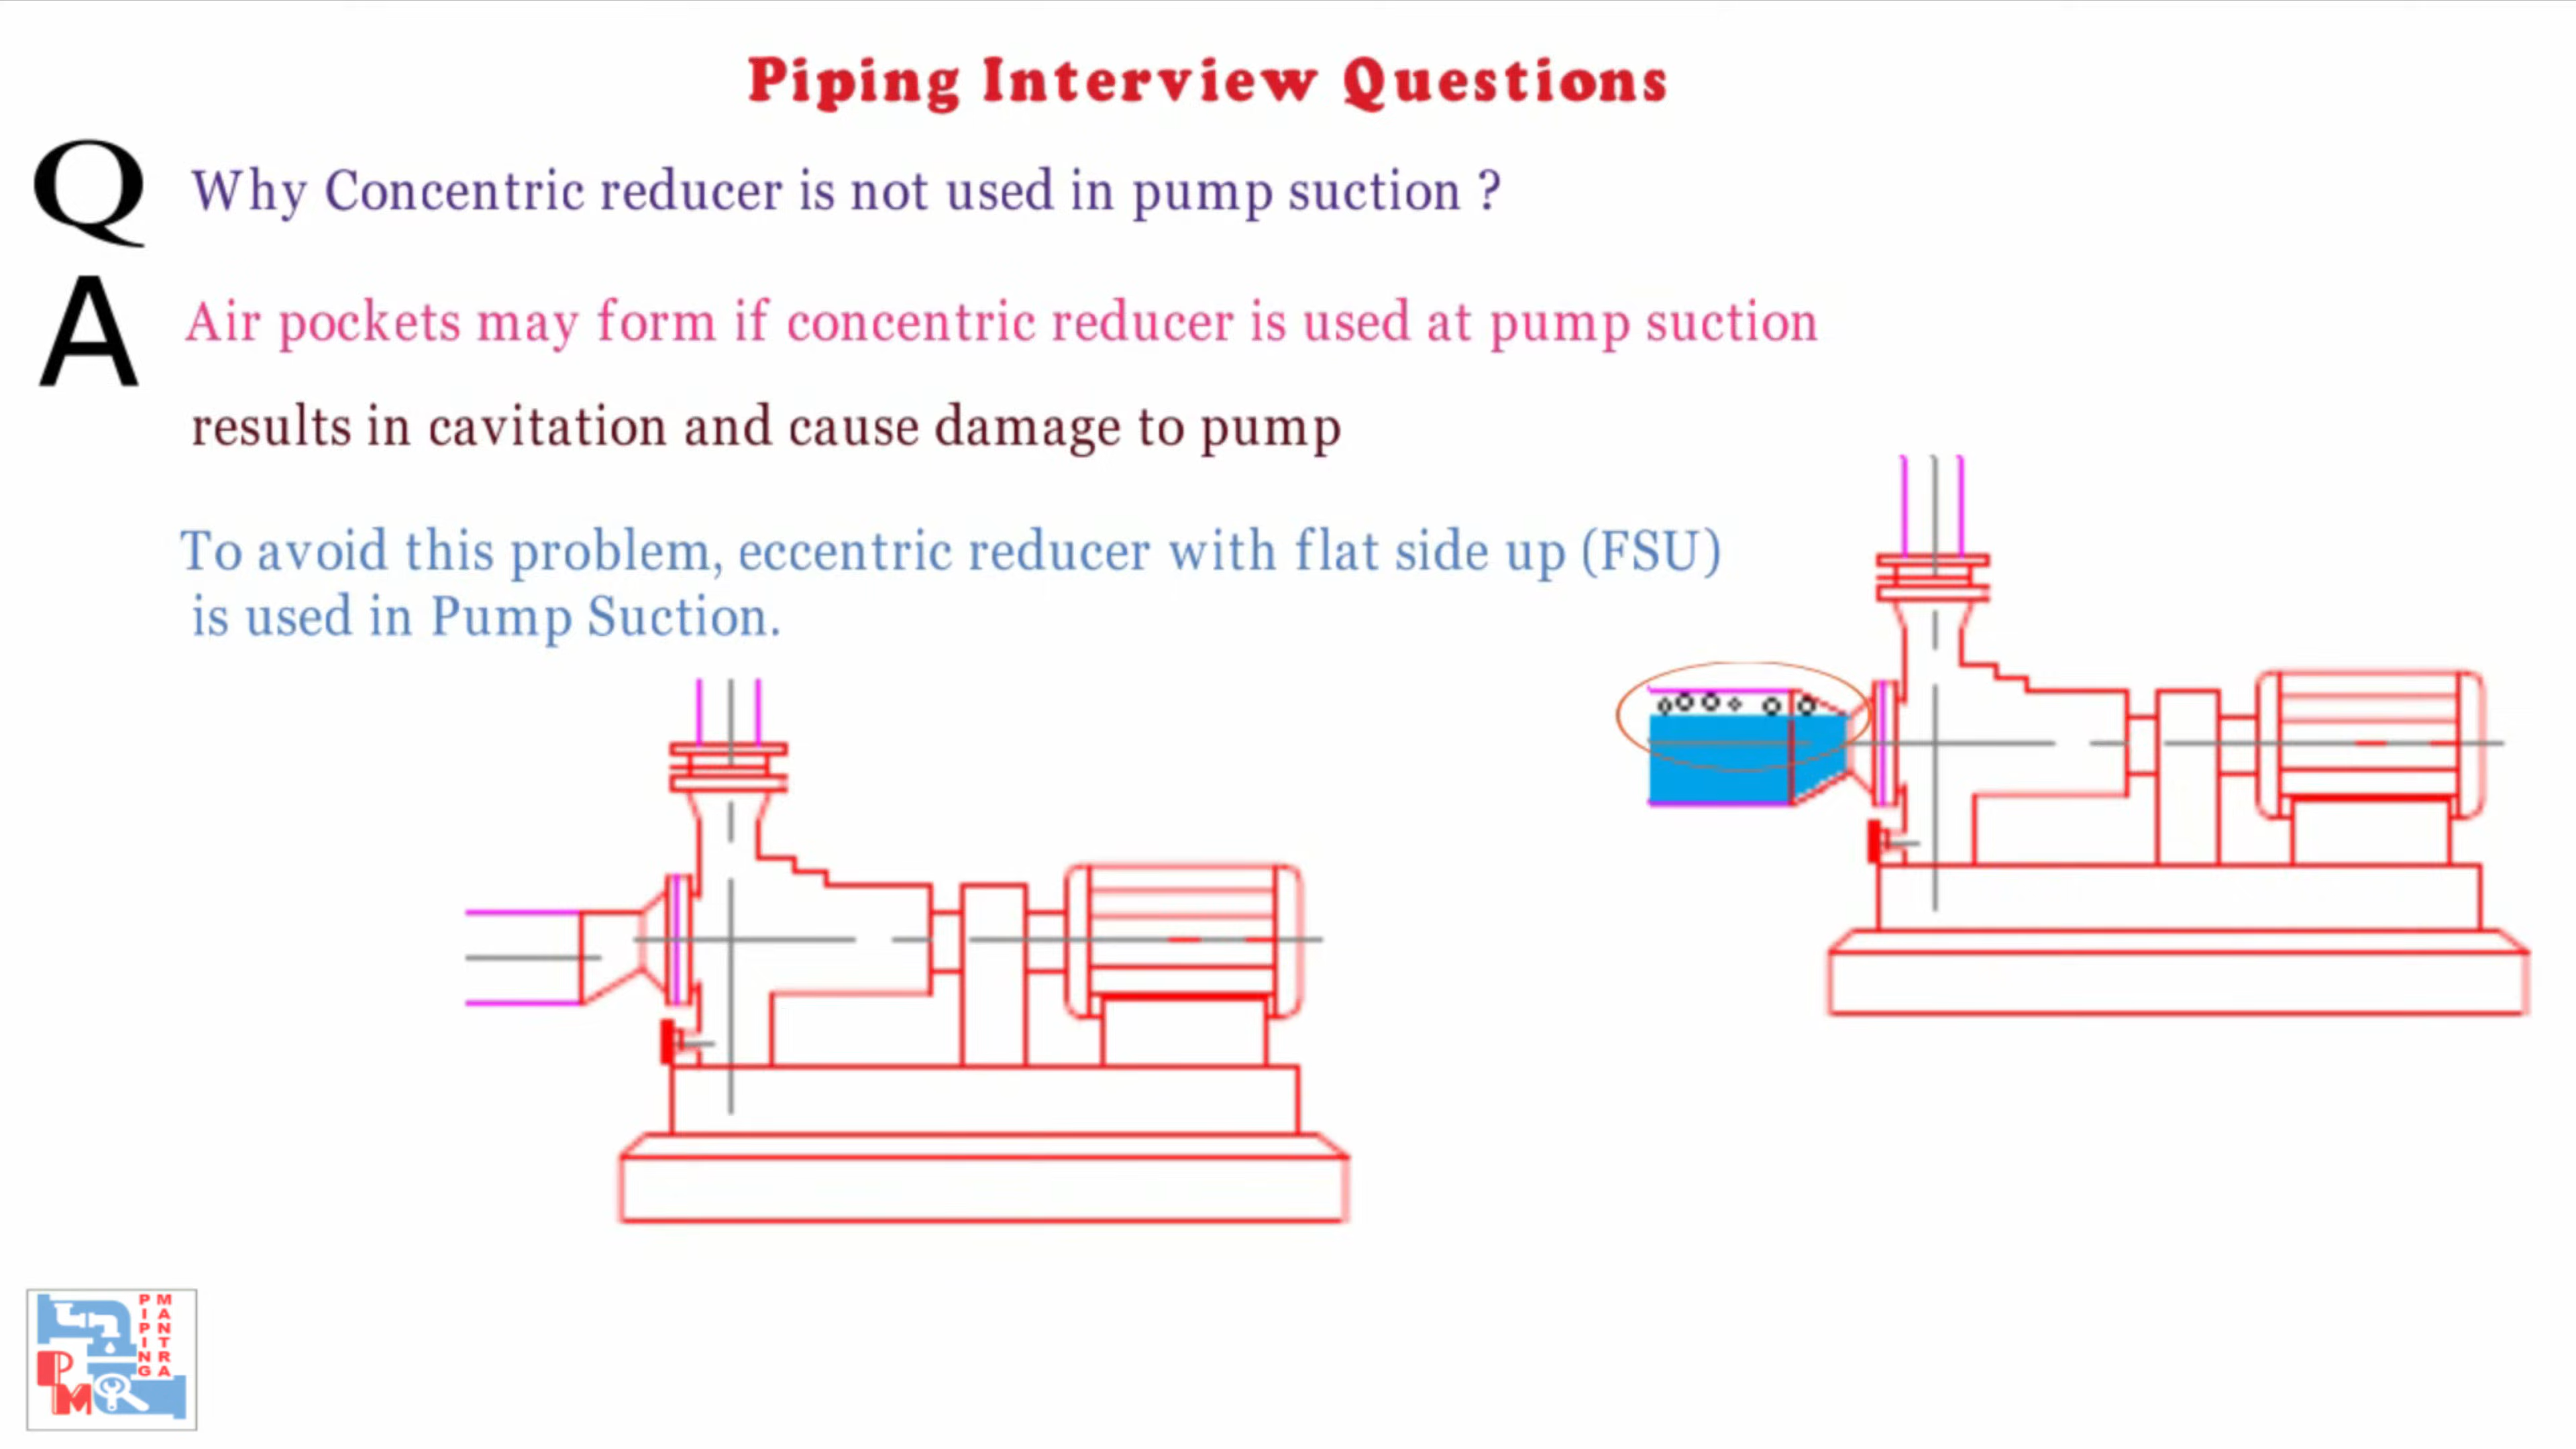 Piping Interview Questions
Q Why Concentric reducer is not used in pump suction ?
A Air pockets may form if concentric reducer is used at pump suction
results in cavitation and cause damage to pump
To avoid this problem, eccentric reducer with flat side up (FSU)
is used in Pump Suction.
PIPING
MANTRA
PM